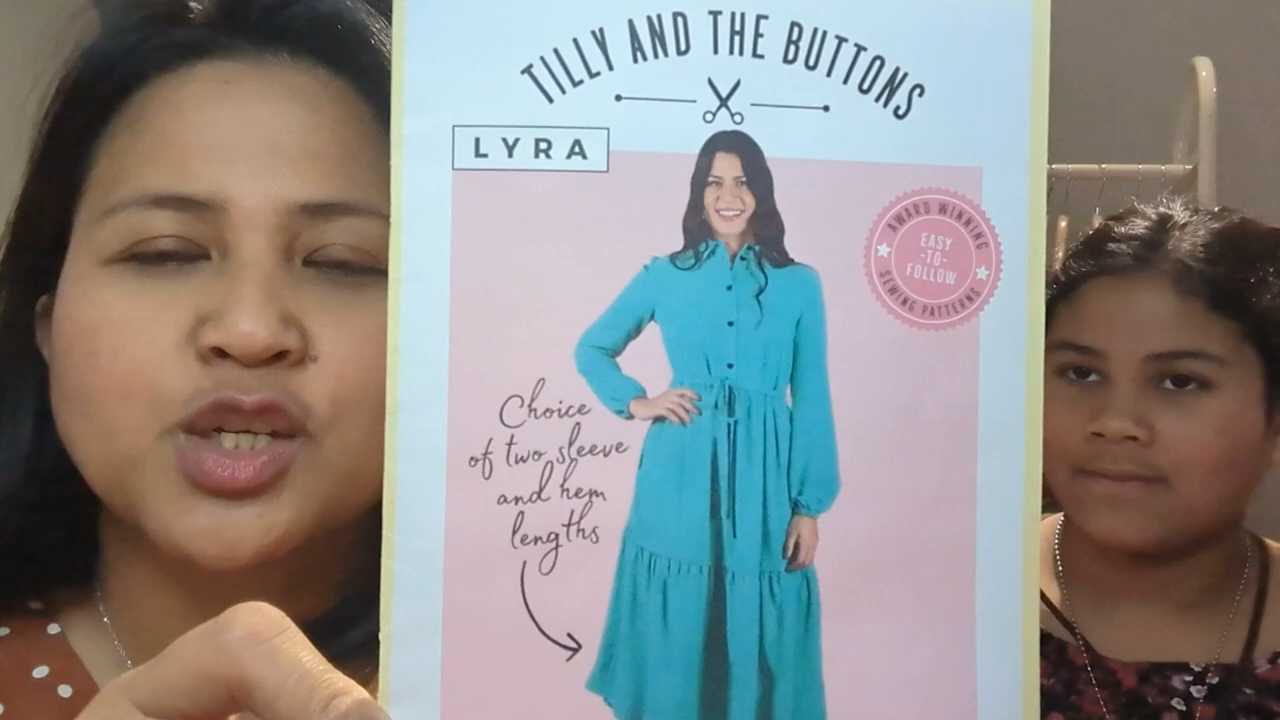 TILLY AND THE BUTTONS
LYRA
AWARD WINNING
EASY
-TO-
FOLLOW
SEWING PATTERNS
Choice
of two sleeve
and hem
lengths